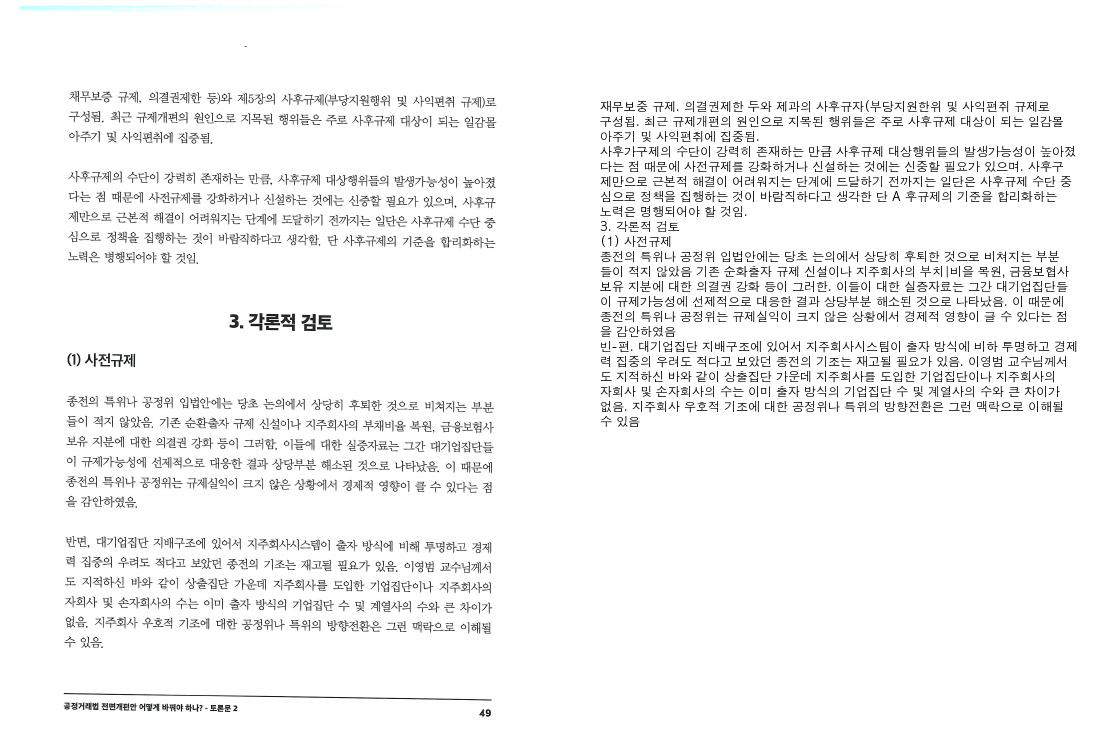 채무보증 규제, 의결권제한 등)와 제5장의 사후규제(부당지원행위 및 사익편취 규제)로
구성됨. 최근 규제개편의 원인으로 지목된 행위들은 주로 사후규제 대상이 되는 일감몰
아주기 및 사익편취에 집중됨.
사후규제의 수단이 강력히 존재하는 만큼, 사후규제 대상행위들의 발생가능성이 높아졌
다는 점 때문에 사전규제를 강화하거나 신설하는 것에는 신중할 필요가 있으며, 사후규
제만으로 근본적 해결이 어려워지는 단계에 도달하기 전까지는 일단은 사후규제 수단 중
심으로 정책을 집행하는 것이 바람직하다고 생각함. 단 사후규제의 기준을 합리화하는
노력은 병행되어야 할 것임.
3. 각론적 검토
(1) 사전규제
종전의 특위나 공정위 입법안에는 당초 논의에서 상당히 후퇴한 것으로 비쳐지는 부분
들이 적지 않았음. 기존 순환출자 규제 신설이나 지주회사의 부채비율 복원, 금융보험사
보유 지분에 대한 의결권 강화 등이 그러함. 이들에 대한 실증자료는 그간 대기업집단들
이 규제가능성에 선제적으로 대응한 결과 상당부분 해소된 것으로 나타났음. 이 때문에
종전의 특위나 공정위는 규제실익이 크지 않은 상황에서 경제적 영향이 클 수 있다는 점
을 감안하였음.
반면, 대기업집단 지배구조에 있어서 지주회사시스템이 출자 방식에 비해 투명하고 경제
력 집중의 우려도 적다고 보았던 종전의 기조는 재고될 필요가 있음. 이영범 교수님께서
도 지적하신 바와 같이 상출집단 가운데 지주회사를 도입한 기업집단이나 지주회사의
자회사 및 손자회사의 수는 이미 출자 방식의 기업집단 수 및 계열사의 수와 큰 차이가
없음. 지주회사 우호적 기조에 대한 공정위나 특위의 방향전환은 그런 맥락으로 이해될
수 있음.
공정거래법 전면개편안 어떻게 바꿔야 하나? - 토론문 2
49
재무보중 규제. 의결권제한 두와 제과의 사후규자(부당지원한위 및 사익편쥐 규제로
구성됨. 최근 규제개편의 원인으로 지목된 행위들은 주로 사후규제 대상이 되는 일감몰
아주기 및 사익편취에 집중됨.
사후가구제의 수단이 강력히 존재하는 만큼 사후규제 대상행위들의 발생가능성이 높아졌
다는 점 때문에 사전규제를 강화하거나 신설하는 것에는 신중할 필요가 있으며. 사후구
제만으로 근본적 해결이 어려워지는 단계에 드달하기 전까지는 일단은 사후규제 수단 중
심으로 정책을 집행하는 것이 바람직하다고 생각한 단 A 후규제의 기준을 합리화하는
노력은 명행되어야 할 것임.
3. 각론적 검토
(1) 사전규제
종전의 특위나 공정위 입법안에는 당초 논의에서 상당히 후퇴한 것으로 비쳐지는 부분
들이 적지 않았음 기존 순화출자 규제 신설이나 지주회사의 부치|비을 복원, 금융보협사
보유 지분에 대한 의결권 강화 등이 그러한. 이들이 대한 실증자료는 그간 대기업집단들
이 규제가능성에 선제적으로 대응한 결과 상당부분 해소된 것으로 나타났음. 이 때문에
종전의 특위나 공정위는 규제실익이 크지 않은 상황에서 경제적 영향이 글 수 있다는 점
을 감안하였음
빈-편. 대기업집단 지배구조에 있어서 지주회사시스팀이 출자 방식에 비하 투명하고 경제
력 집중의 우려도 적다고 보았던 종전의 기조는 재고될 필요가 있음. 이영범 교수님께서
도 지적하신 바와 같이 상출집단 가운데 지주회사를 도입한 기업집단이나 지주회사의
자회사 및 손자회사의 수는 이미 출자 방식의 기업집단 수 및 계열사의 수와 큰 차이가
없음. 지주회사 우호적 기조에 대한 공정위나 특위의 방향전환은 그런 맥락으로 이해될
수 있음